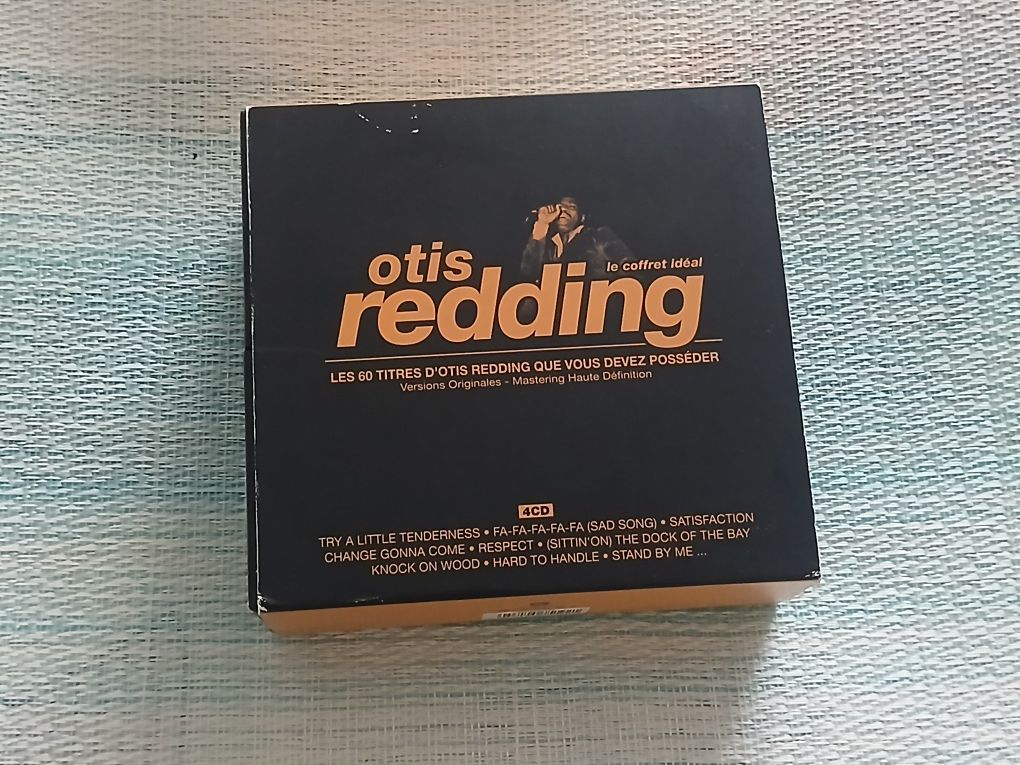 otis
le coffret idéal
redding
LES 60 TITRES D'OTIS REDDING QUE VOUS DEVEZ POSSÉDER
Versions Originales - Mastering Haute Définition
4CD
TRY A LITTLE TENDERNESS • FA-FA-FA-FA-FA (SAD SONG) • SATISFACTION
CHANGE GONNA COME • RESPECT • (SITTIN'ON) THE DOCK OF THE BAY
KNOCK ON WOOD • HARD TO HANDLE • STAND BY ME ...